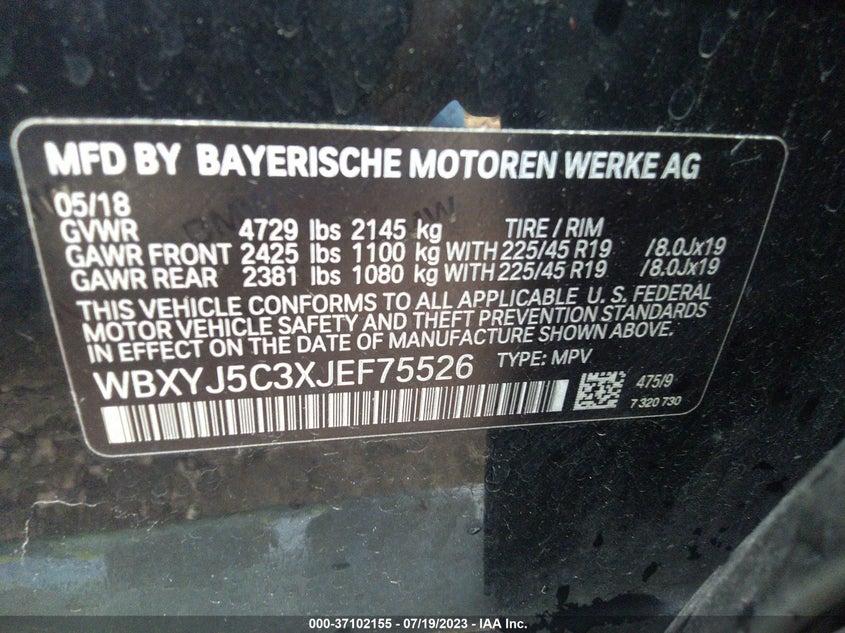 MFD BY BAYERISCHE MOTOREN WERKE AG
05/18
GVWR 4729 lbs 2145 kg TIRE / RIM
GAWR FRONT 2425 lbs 1100 kg WITH 225/45 R19 /8.0Jx19
GAWR REAR 2381 lbs 1080 kg WITH 225/45 R19 /8.0Jx19
THIS VEHICLE CONFORMS TO ALL APPLICABLE U. S. FEDERAL
MOTOR VEHICLE SAFETY AND THEFT PREVENTION STANDARDS
IN EFFECT ON THE DATE OF MANUFACTURE SHOWN ABOVE.
WBXYJ5C3XJEF75526 TYPE: MPV
475/9
7 320 730
000-37102155 - 07/19/2023 - IAA Inc.